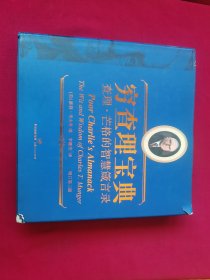 穷查理宝典
查理·芒格的智慧箴言录
Poor Charlie's Almanack
The Wit and Wisdom of Charles T. Munger